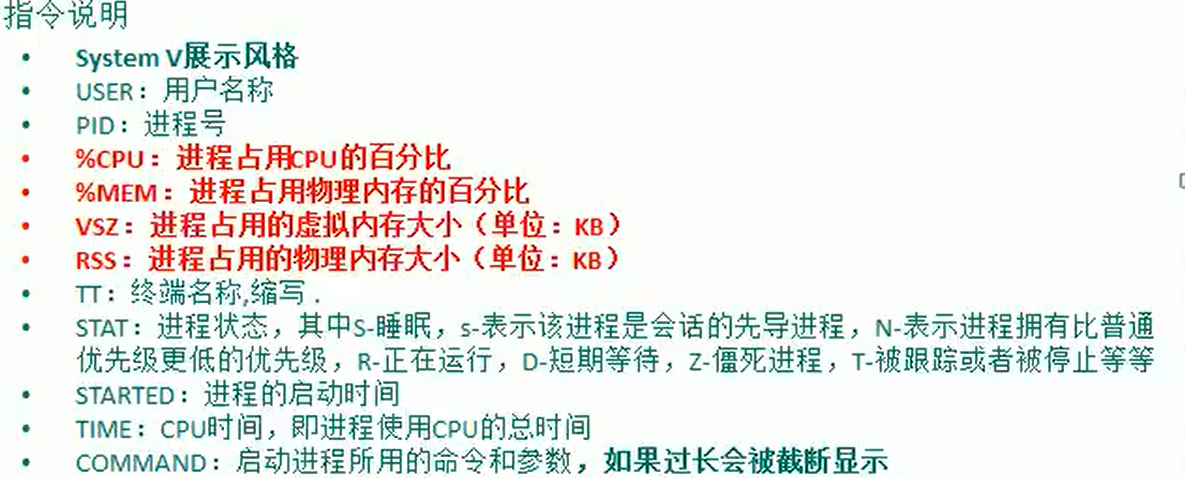 指令说明
• System V展示风格
• USER：用户名称
• PID：进程号
• %CPU：进程占用CPU的百分比
• %MEM：进程占用物理内存的百分比
• VSZ：进程占用的虚拟内存大小（单位：KB）
• RSS：进程占用的物理内存大小（单位：KB）
• TT：终端名称,缩写 .
• STAT：进程状态，其中S-睡眠，s-表示该进程是会话的先导进程，N-表示进程拥有比普通
优先级更低的优先级，R-正在运行，D-短期等待，Z-僵死进程，T-被跟踪或者被停止等等
• STARTED：进程的启动时间
• TIME：CPU时间，即进程使用CPU的总时间
• COMMAND：启动进程所用的命令和参数，如果过长会被截断显示